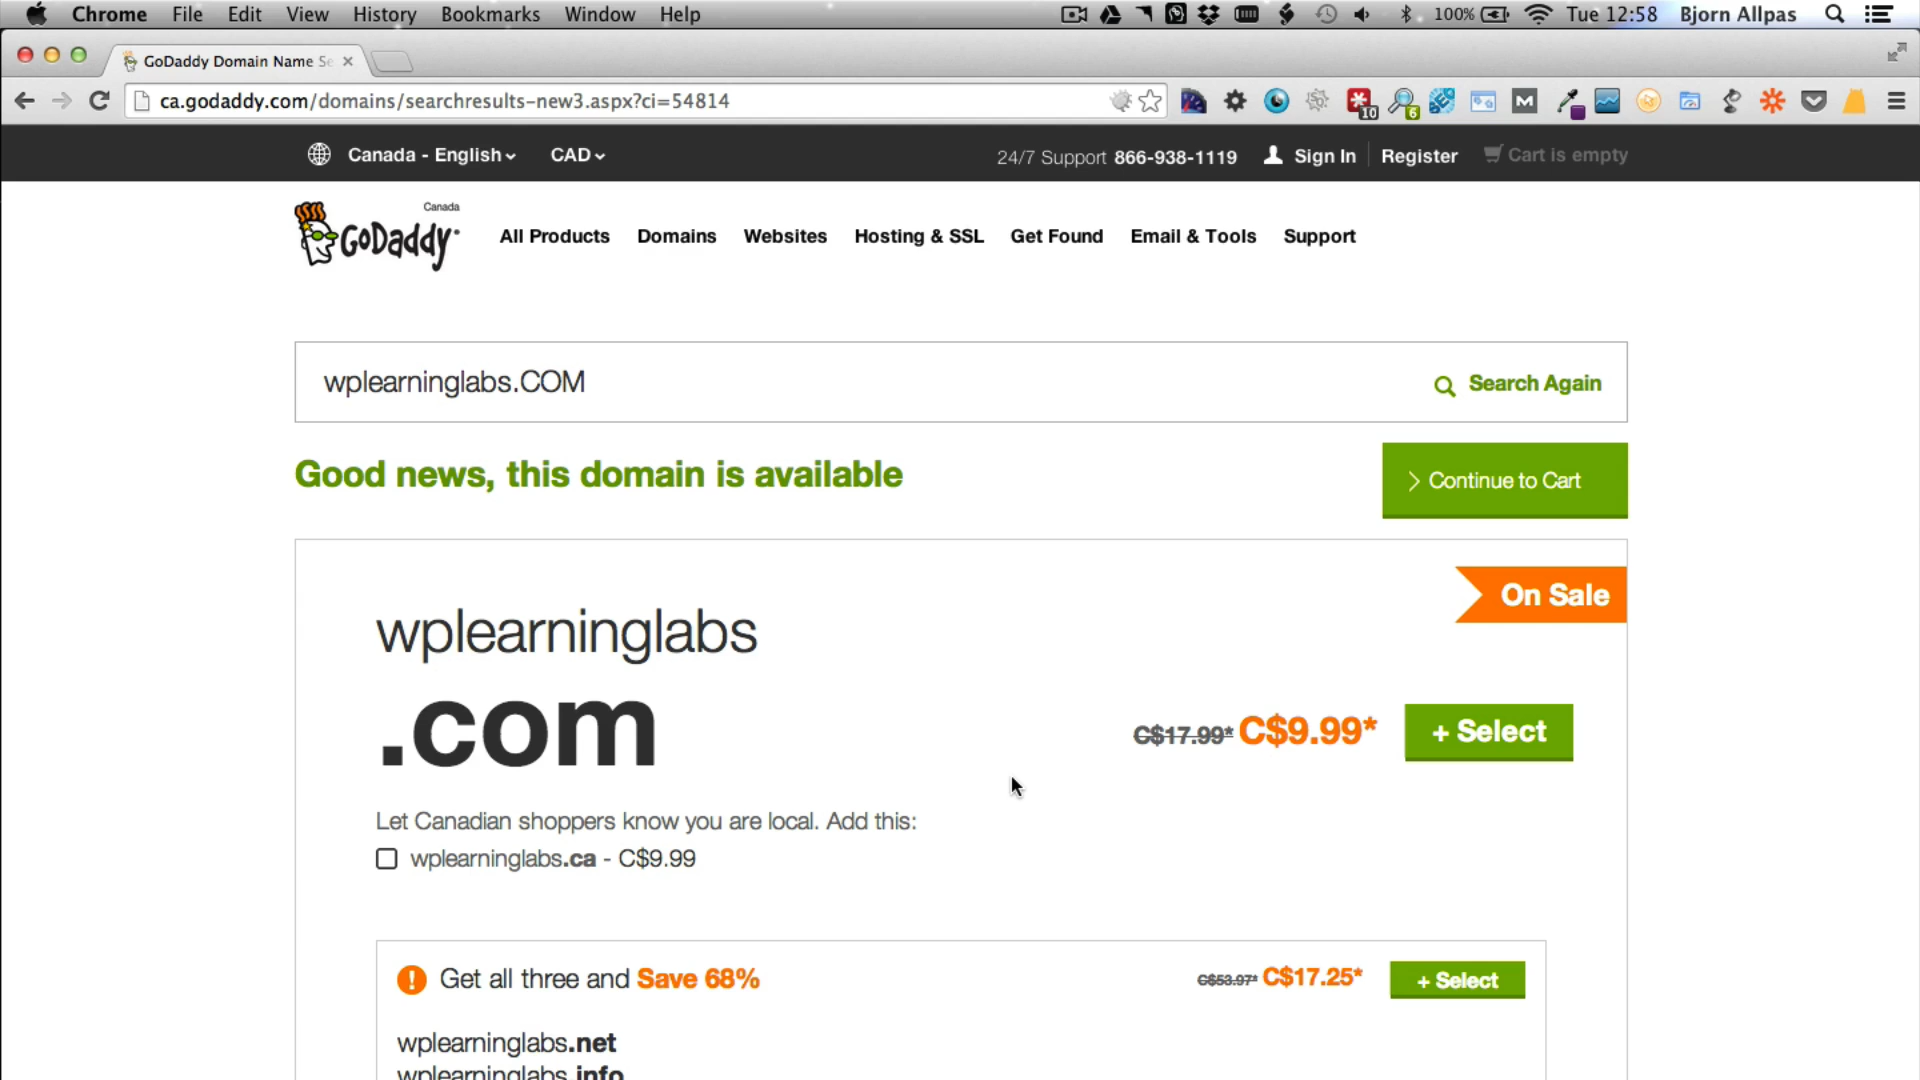 Chrome File Edit View History Bookmarks Window Help 100% Tue 12:58 Bjorn Allpas
GoDaddy Domain Name Se
ca.godaddy.com/domains/searchresults-new3.aspx?ci=54814
10
6
Canada - English CAD 24/7 Support 866-938-1119 Sign In Register Cart is empty
Canada
GoDaddy
All Products Domains Websites Hosting & SSL Get Found Email & Tools Support
wplearninglabs.COM Search Again
Good news, this domain is available
Continue to Cart
On Sale
wplearninglabs
.com
C$17.99* C$9.99* + Select
Let Canadian shoppers know you are local. Add this:
wplearninglabs.ca - C$9.99
! Get all three and Save 68% C$53.97* C$17.25* + Select
wplearninglabs.net
wplearninglabs.info